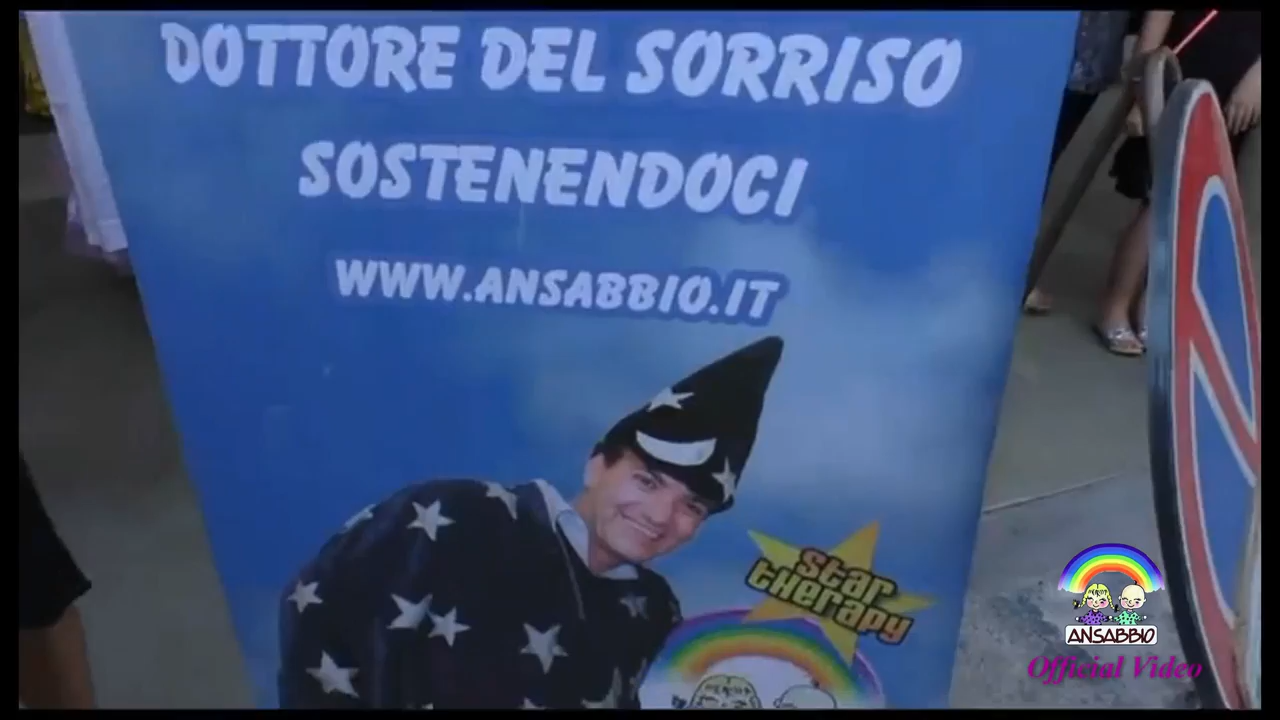 DOTTORE DEL SORRISO
SOSTENENDOCI
WWW.ANSABBIO.IT
star
therapy
ANSABBIO
Official Video